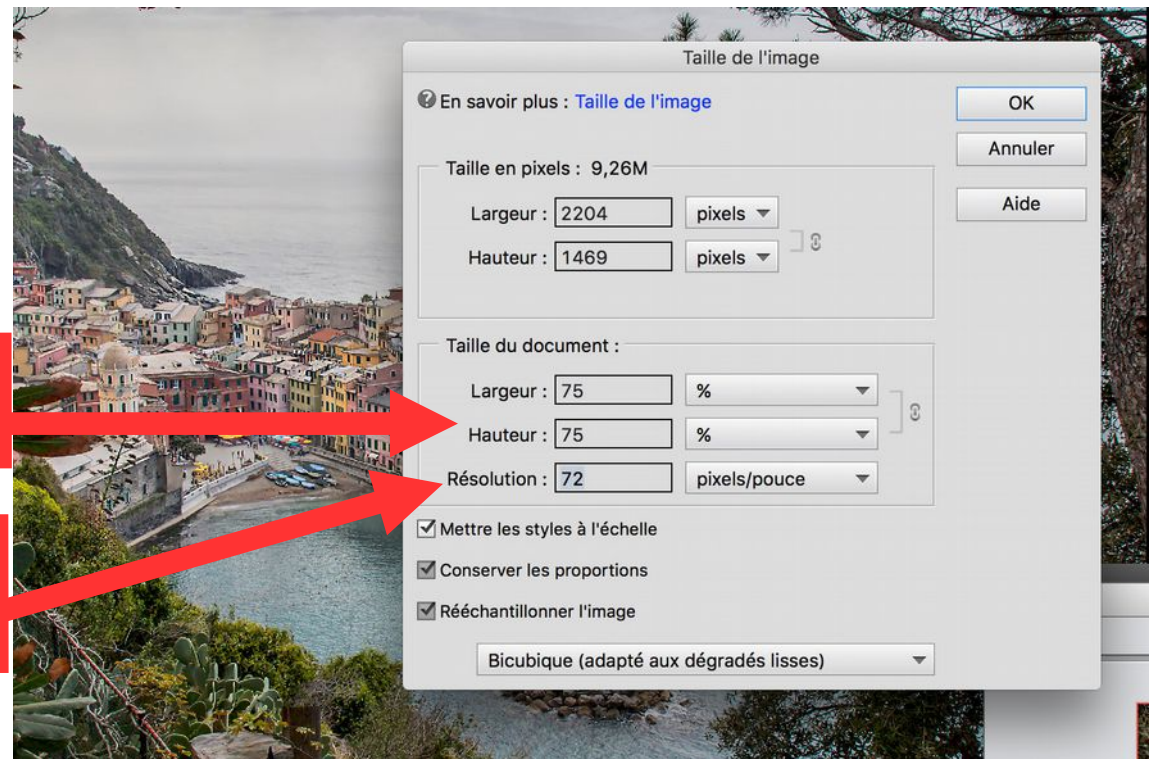 Taille de l'image
En savoir plus : Taille de l'image
OK
Annuler
Aide
Taille en pixels : 9,26M
Largeur : 2204 pixels
Hauteur : 1469 pixels
Taille du document :
Largeur : 75 %
Hauteur : 75 %
Résolution : 72 pixels/pouce
Mettre les styles à l'échelle
Conserver les proportions
Rééchantillonner l'image
Bicubique (adapté aux dégradés lisses)